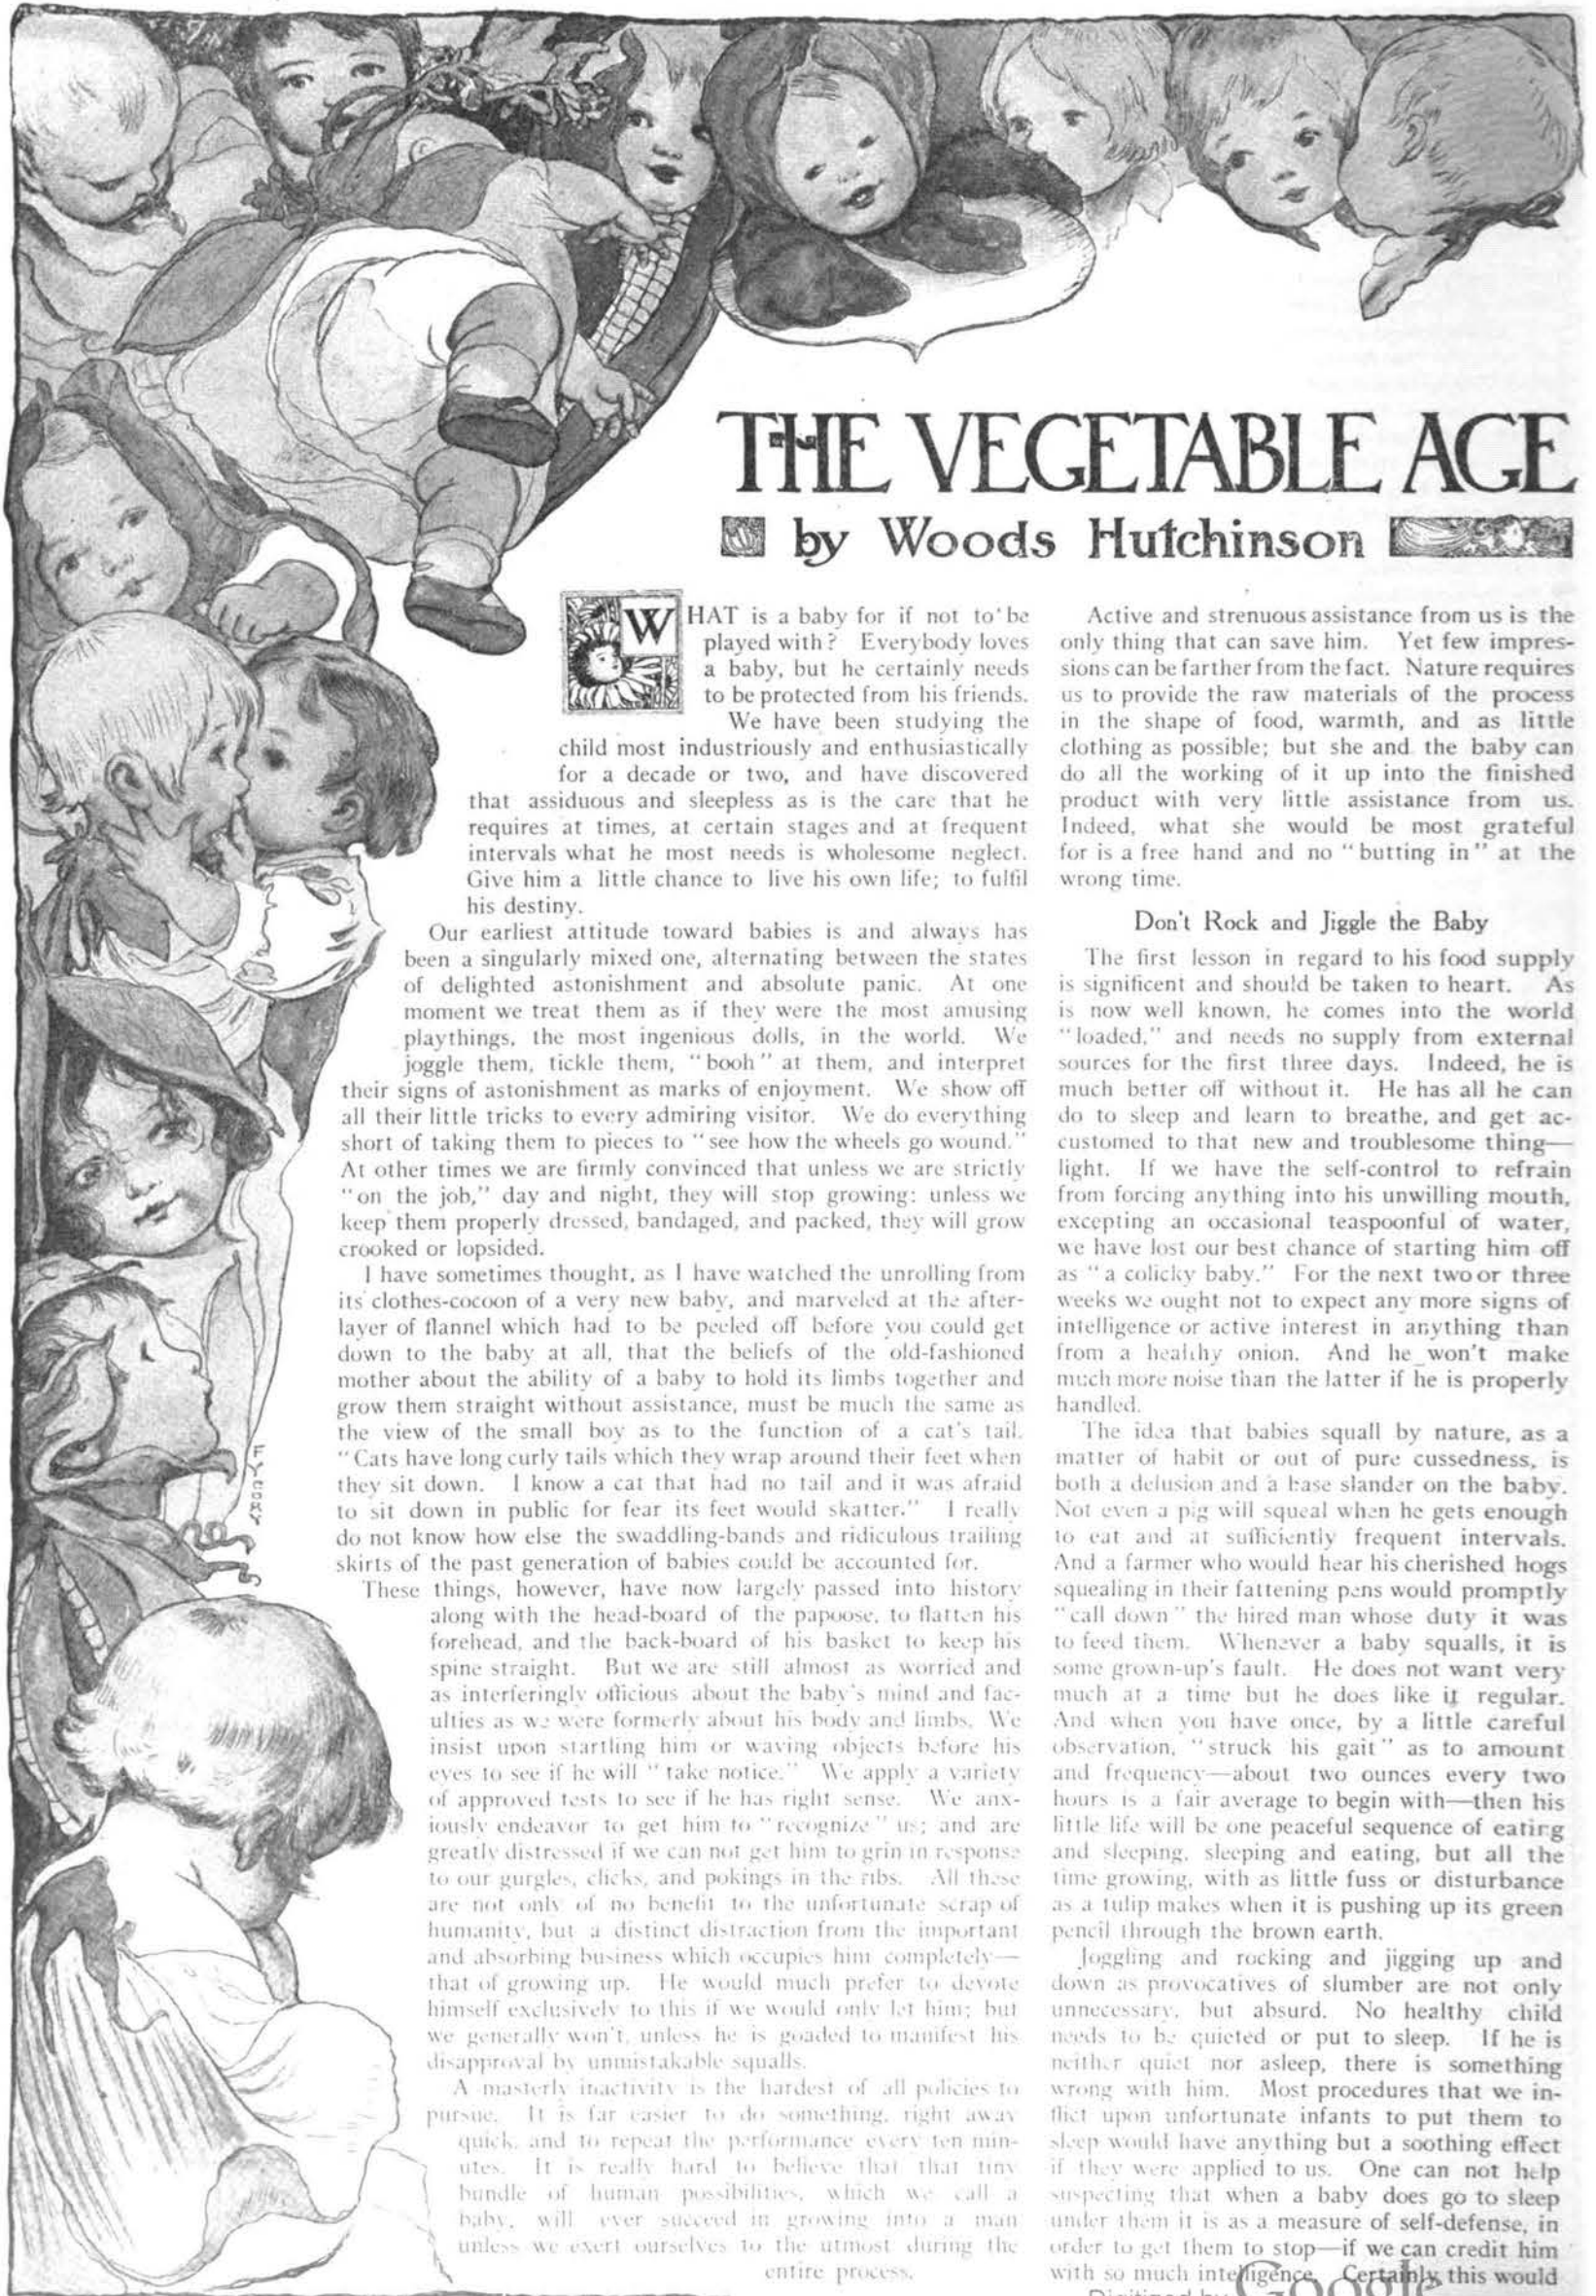 THE VEGETABLE AGE
by Woods Hutchinson
WHAT is a baby for if not to be
played with? Everybody loves
a baby, but he certainly needs
to be protected from his friends.
We have been studying the
child most industriously and enthusiastically
for a decade or two, and have discovered
that assiduous and sleepless as is the care that he
requires at times, at certain stages and at frequent
intervals what he most needs is wholesome neglect.
Give him a little chance to live his own life; to fulfil
his destiny.
Our earliest attitude toward babies is and always has
been a singularly mixed one, alternating between the states
of delighted astonishment and absolute panic. At one
moment we treat them as if they were the most amusing
playthings, the most ingenious dolls, in the world. We
joggle them, tickle them, "booh" at them, and interpret
their signs of astonishment as marks of enjoyment. We show off
all their little tricks to every admiring visitor. We do everything
short of taking them to pieces to "see how the wheels go wound."
At other times we are firmly convinced that unless we are strictly
"on the job," day and night, they will stop growing; unless we
keep them properly dressed, bandaged, and packed, they will grow
crooked or lopsided.
I have sometimes thought, as I have watched the unrolling from
its clothes-cocoon of a very new baby, and marveled at the after-
layer of flannel which had to be peeled off before you could get
down to the baby at all, that the beliefs of the old-fashioned
mother about the ability of a baby to hold its limbs together and
grow them straight without assistance, must be much the same as
the view of the small boy as to the function of a cat's tail.
"Cats have long curly tails which they wrap around their feet when
they sit down. I know a cat that had no tail and it was afraid
to sit down in public for fear its feet would skatter." I really
do not know how else the swaddling-bands and ridiculous trailing
skirts of the past generation of babies could be accounted for.
These things, however, have now largely passed into history
along with the head-board of the papoose, to flatten his
forehead, and the back-board of his basket to keep his
spine straight. But we are still almost as worried and
as interferingly officious about the baby's mind and fac-
ulties as we were formerly about his body and limbs. We
insist upon startling him or waving objects before his
eyes to see if he will "take notice." We apply a variety
of approved tests to see if he has right sense. We anx-
iously endeavor to get him to "recognize" us; and are
greatly distressed if we can not get him to grin in response
to our gurgles, clicks, and pokings in the ribs. All these
are not only of no benefit to the unfortunate scrap of
humanity, but a distinct distraction from the important
and absorbing business which occupies him completely—
that of growing up. He would much prefer to devote
himself exclusively to this if we would only let him; but
we generally won't, unless he is goaded to manifest his
disapproval by unmistakable squalls.
A masterly inactivity is the hardest of all policies to
pursue. It is far easier to do something, right away
quick, and to repeat the performance every ten min-
utes. It is really hard to believe that that tiny
bundle of human possibilities, which we call a
baby, will ever succeed in growing into a man
unless we exert ourselves to the utmost during the
entire process.
Active and strenuous assistance from us is the
only thing that can save him. Yet few impres-
sions can be farther from the fact. Nature requires
us to provide the raw materials of the process
in the shape of food, warmth, and as little
clothing as possible; but she and the baby can
do all the working of it up into the finished
product with very little assistance from us.
Indeed, what she would be most grateful
for is a free hand and no "butting in" at the
wrong time.
Don't Rock and Jiggle the Baby
The first lesson in regard to his food supply
is significent and should be taken to heart. As
is now well known, he comes into the world
"loaded," and needs no supply from external
sources for the first three days. Indeed, he is
much better off without it. He has all he can
do to sleep and learn to breathe, and get ac-
customed to that new and troublesome thing—
light. If we have the self-control to refrain
from forcing anything into his unwilling mouth,
excepting an occasional teaspoonful of water,
we have lost our best chance of starting him off
as "a colicky baby." For the next two or three
weeks we ought not to expect any more signs of
intelligence or active interest in anything than
from a healthy onion. And he won't make
much more noise than the latter if he is properly
handled.
The idea that babies squall by nature, as a
matter of habit or out of pure cussedness, is
both a delusion and a base slander on the baby.
Not even a pig will squeal when he gets enough
to eat and at sufficiently frequent intervals.
And a farmer who would hear his cherished hogs
squealing in their fattening pens would promptly
"call down" the hired man whose duty it was
to feed them. Whenever a baby squalls, it is
some grown-up's fault. He does not want very
much at a time but he does like it regular.
And when you have once, by a little careful
observation, "struck his gait" as to amount
and frequency—about two ounces every two
hours is a fair average to begin with—then his
little life will be one peaceful sequence of eating
and sleeping, sleeping and eating, but all the
time growing, with as little fuss or disturbance
as a tulip makes when it is pushing up its green
pencil through the brown earth.
Joggling and rocking and jigging up and
down as provocatives of slumber are not only
unnecessary, but absurd. No healthy child
needs to be quieted or put to sleep. If he is
neither quiet nor asleep, there is something
wrong with him. Most procedures that we in-
flict upon unfortunate infants to put them to
sleep would have anything but a soothing effect
if they were applied to us. One can not help
suspecting that when a baby does go to sleep
under them it is as a measure of self-defense, in
order to get them to stop—if we can credit him
with so much intelligence. Certainly this would
F Y CORY
Digitized by Google